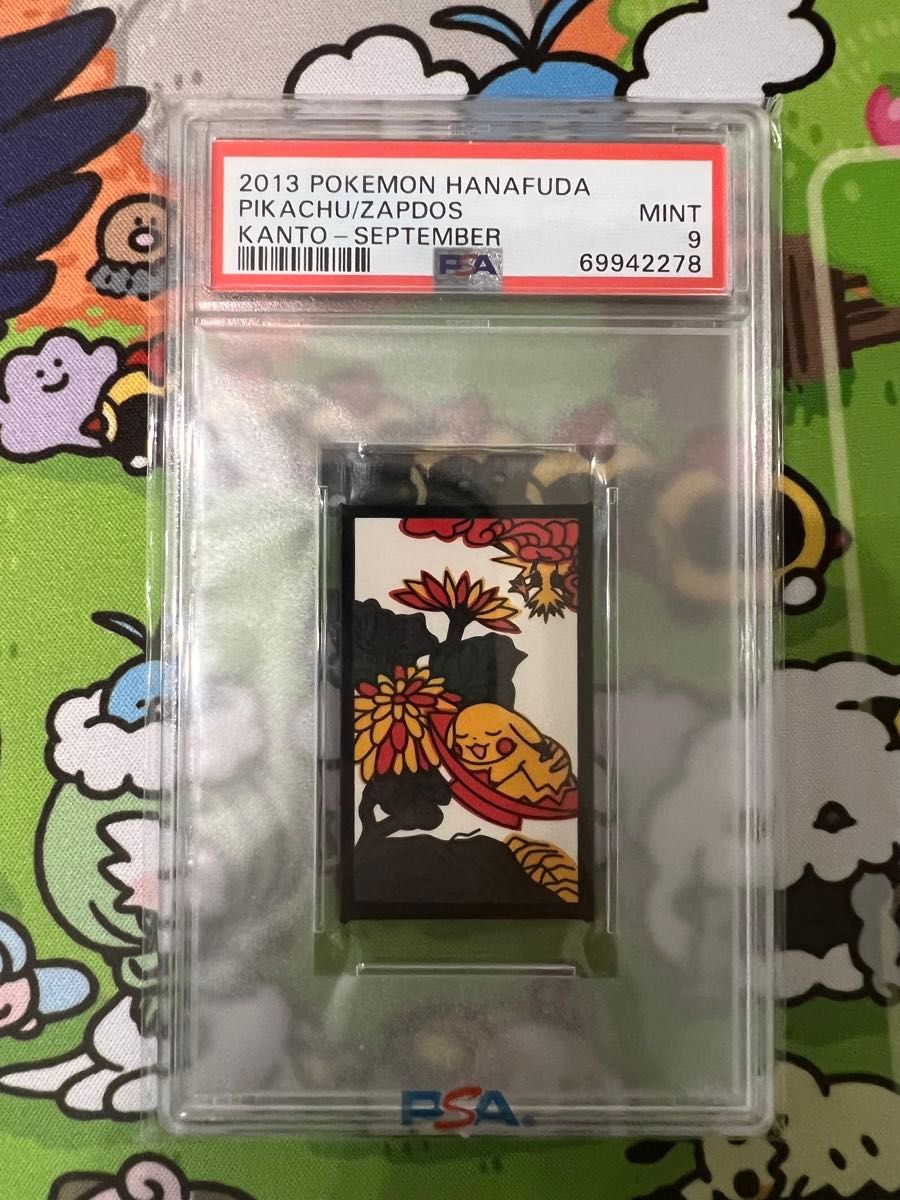 2013 POKEMON HANAFUDA
PIKACHU/ZAPDOS MINT
KANTO - SEPTEMBER 9
PSA 69942278
PSA